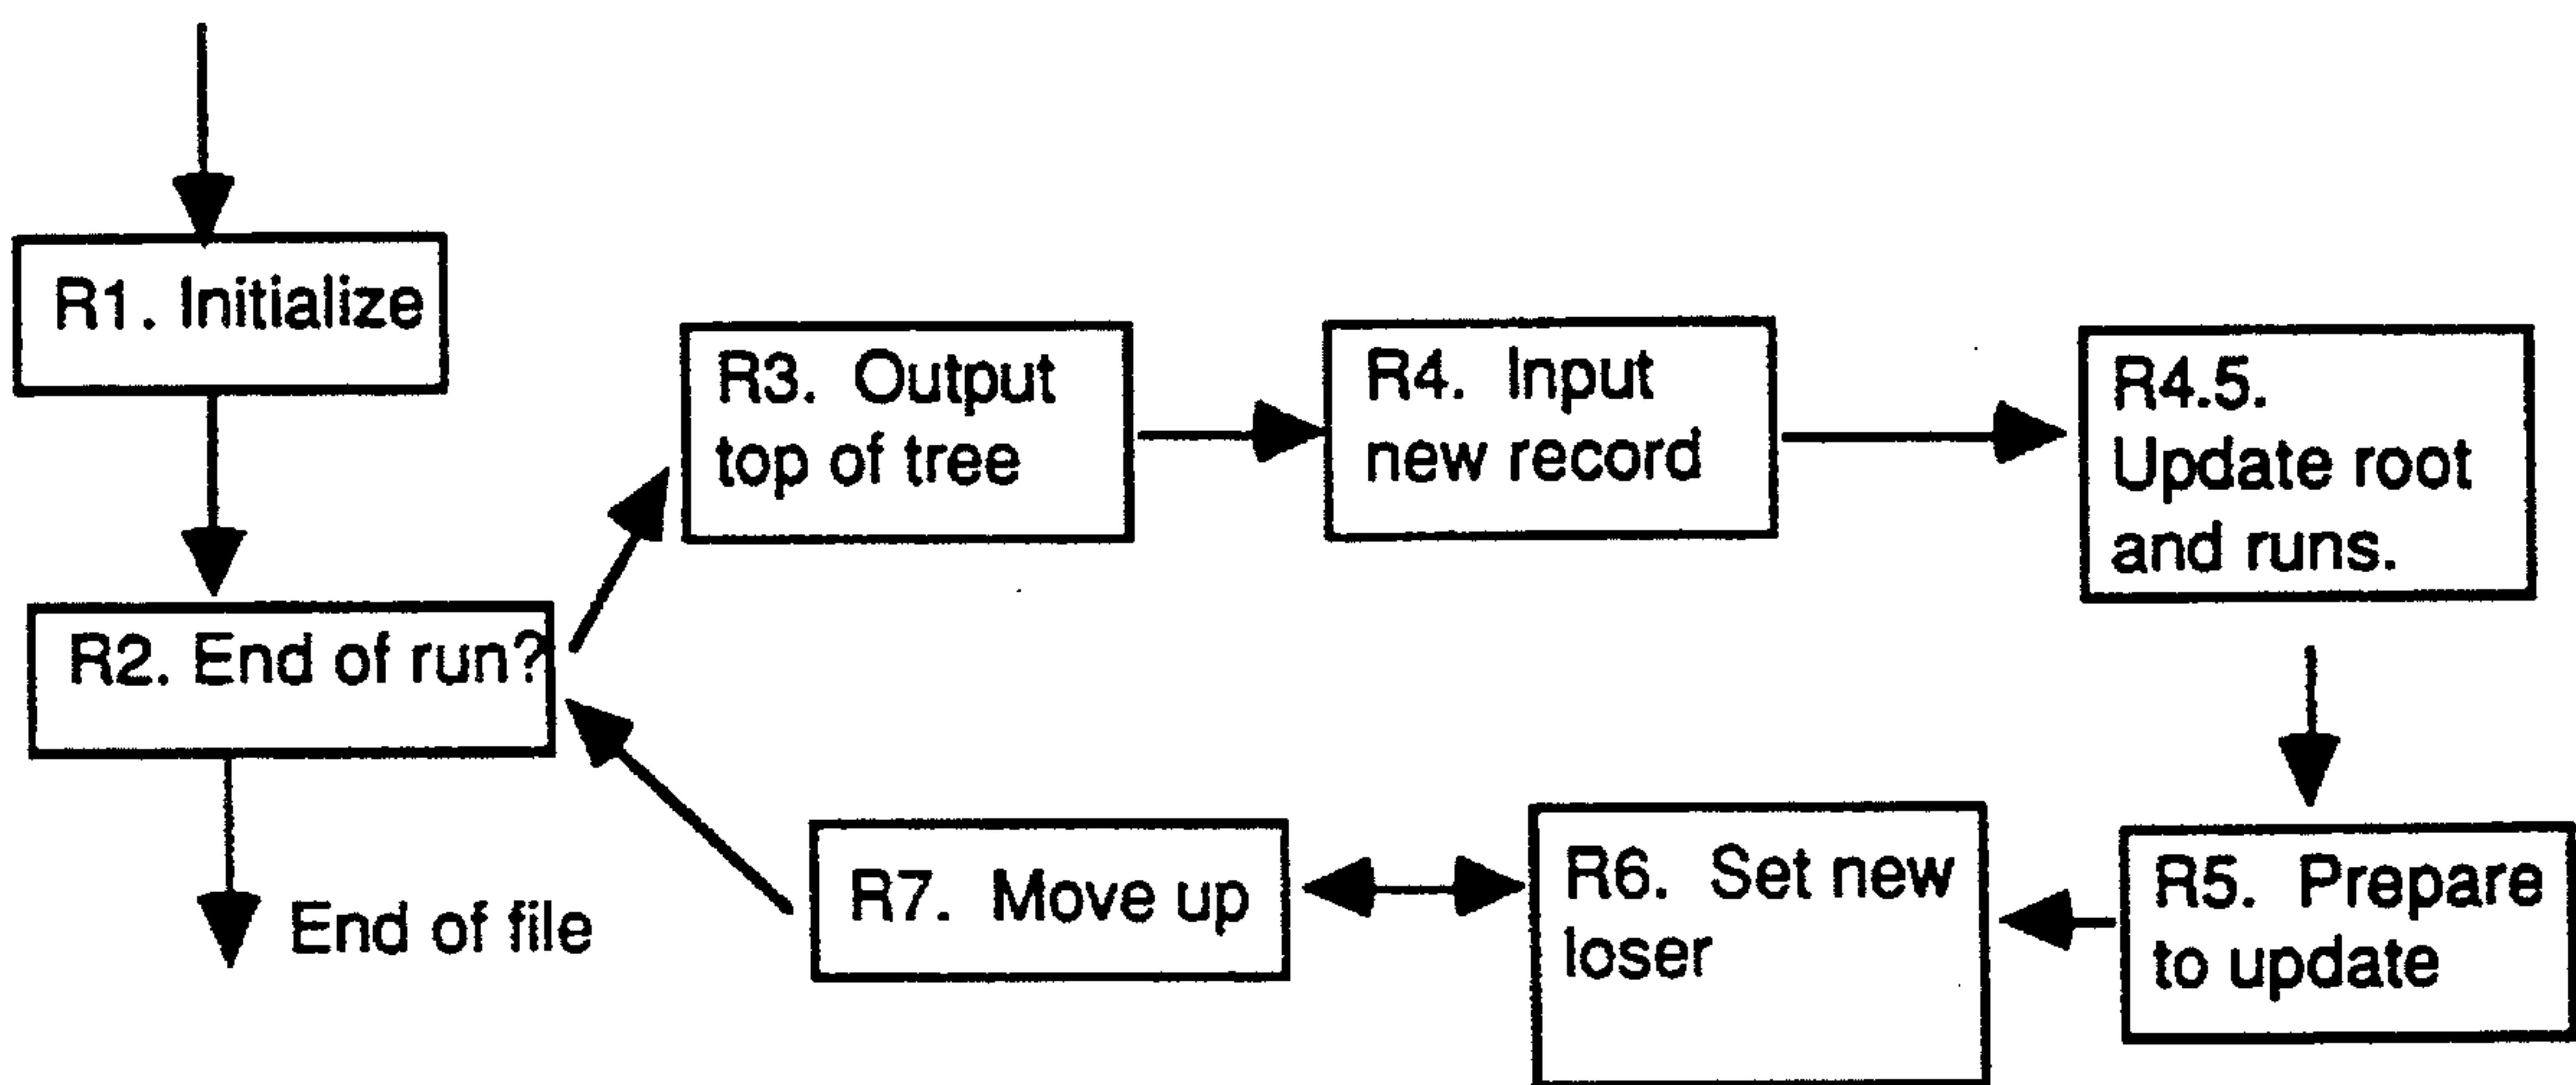 R1. Initialize
R2. End of run?
End of file
R3. Output
top of tree
R4. Input
new record
R4.5.
Update root
and runs.
R5. Prepare
to update
R6. Set new
loser
R7. Move up